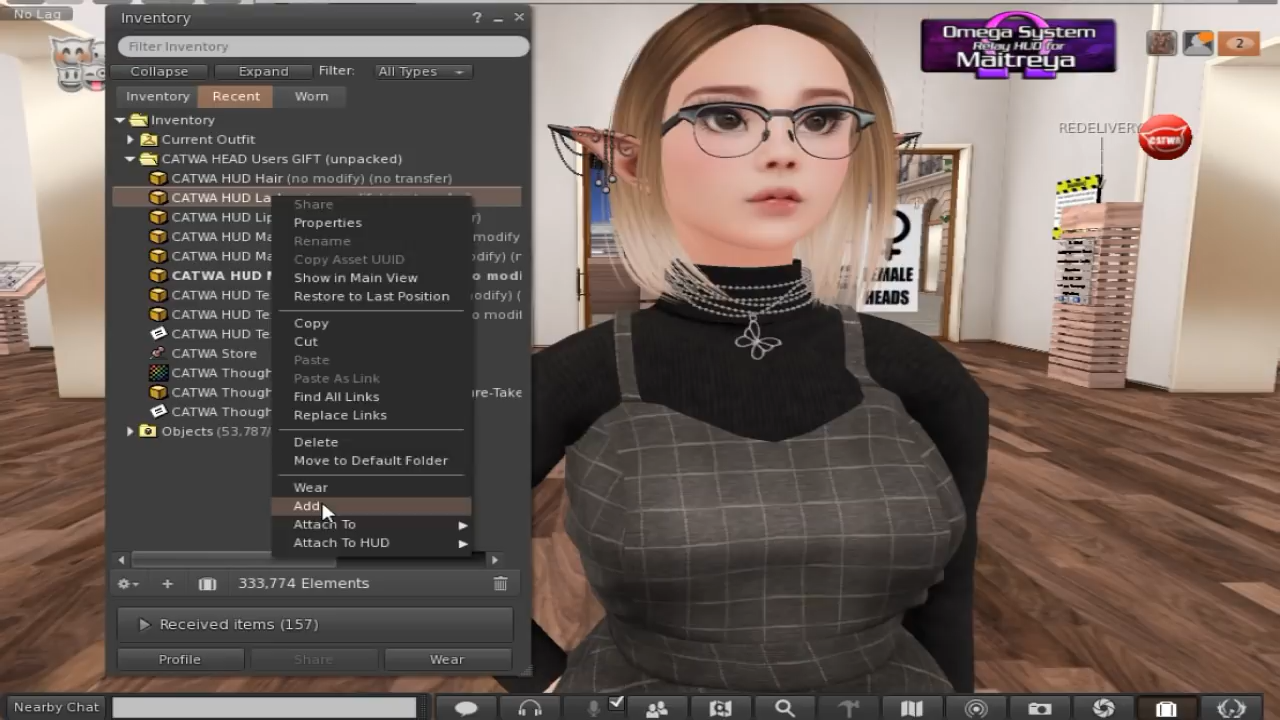 No Lag
Inventory
Filter Inventory
Collapse
Expand
Filter:
All Types
Inventory
Recent
Worn
Inventory
Current Outfit
CATWA HEAD Users GIFT (unpacked)
CATWA HUD Hair (no modify) (no transfer)
CATWA HUD La
CATWA HUD Lip
CATWA HUD Ma modify
CATWA HUD Ma modify) (n
CATWA HUD
CATWA HUD Te modify) (
CATWA HUD Te o modif
CATWA HUD Te
CATWA Store
CATWA Though
CATWA Though ure-Take
CATWA Though
Objects (53,787/
Share
Properties
Rename
Copy Asset UUID
Show in Main View
Restore to Last Position
Copy
Cut
Paste
Paste As Link
Find All Links
Replace Links
Delete
Move to Default Folder
Wear
Add
Attach To
Attach To HUD
333,774 Elements
Received items (157)
Profile
Share
Wear
Nearby Chat
Omega System
Relay HUD for
Maitreya
2
REDELIVERY
CATWA
FEMALE
HEADS